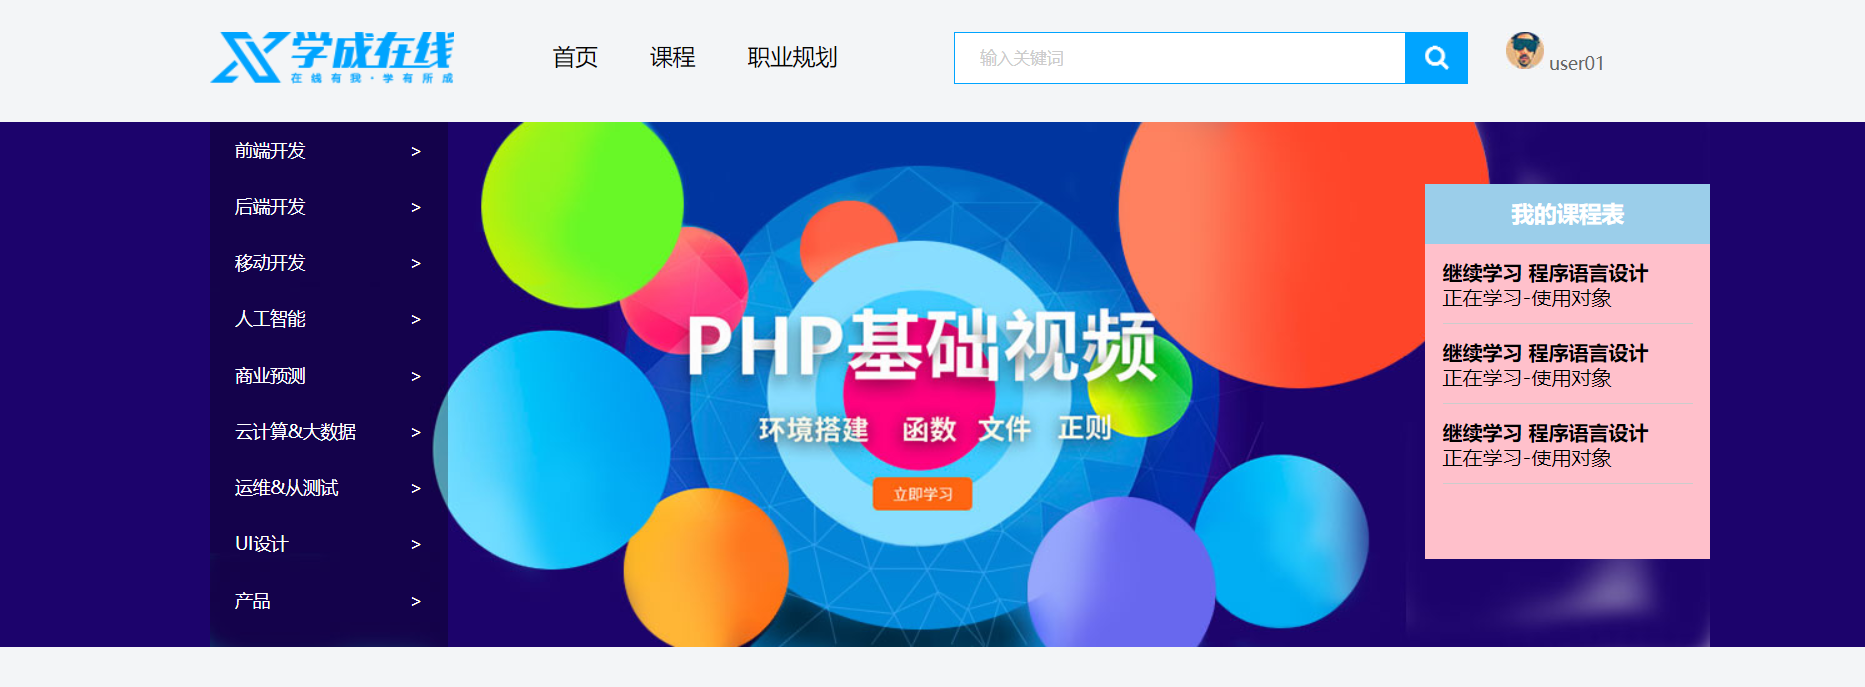 学成在线
在线有我·学有所成
首页 课程 职业规划
输入关键词
user01
前端开发 >
后端开发 >
移动开发 >
人工智能 >
商业预测 >
云计算&大数据 >
运维&从测试 >
UI设计 >
产品 >
PHP基础视频
环境搭建 函数 文件 正则
立即学习
我的课程表
继续学习 程序语言设计
正在学习-使用对象
继续学习 程序语言设计
正在学习-使用对象
继续学习 程序语言设计
正在学习-使用对象